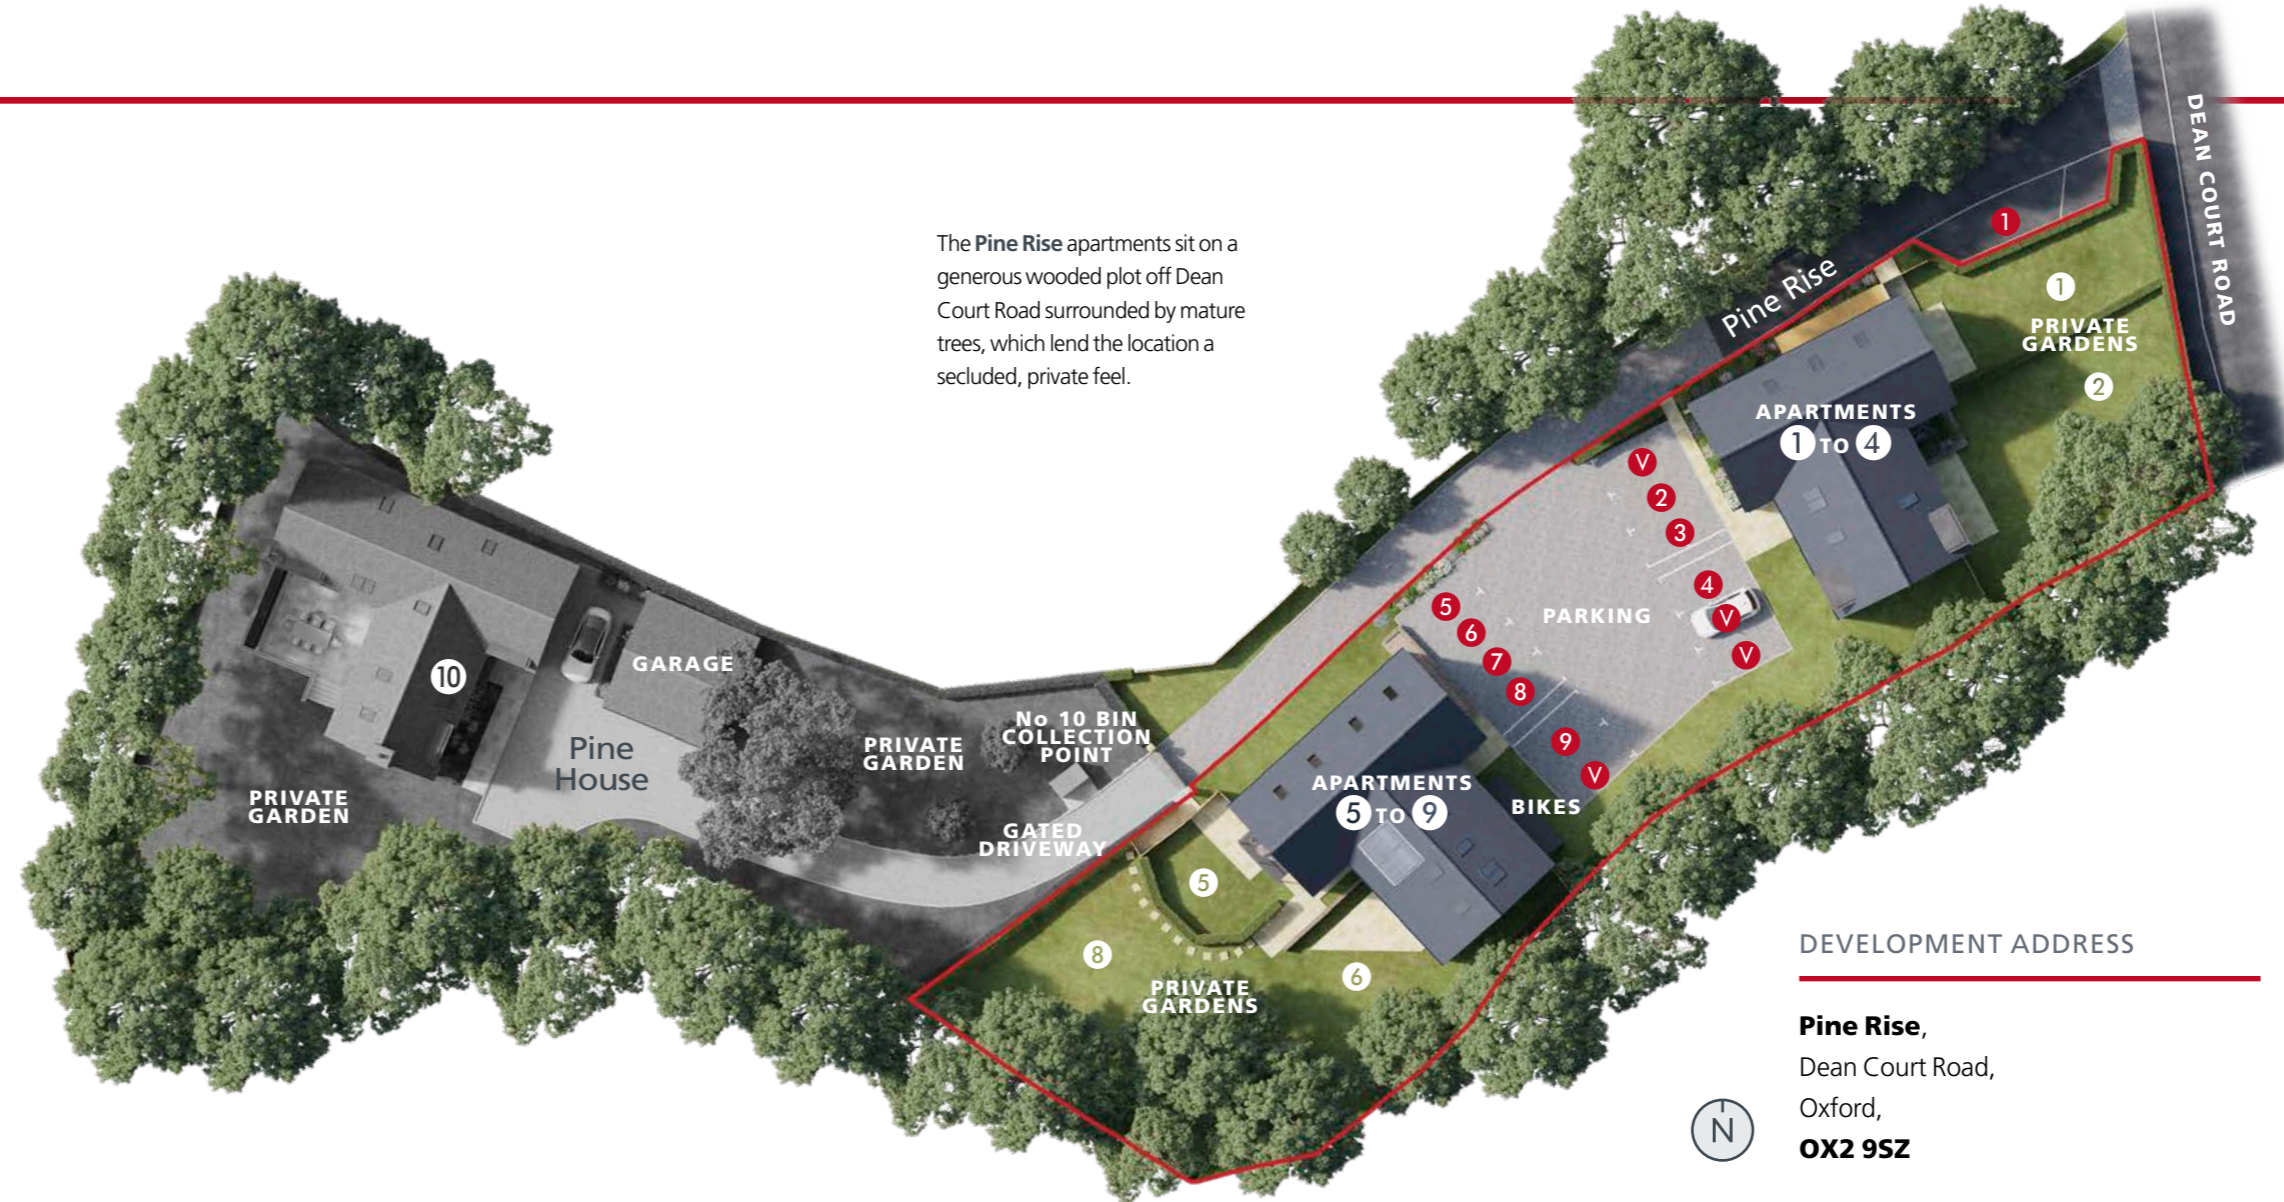 The Pine Rise apartments sit on a
generous wooded plot off Dean
Court Road surrounded by mature
trees, which lend the location a
secluded, private feel.
DEAN COURT ROAD
1
Pine Rise
1
PRIVATE
GARDENS
2
APARTMENTS
1 TO 4
V
2
3
4
V
V
PARKING
5
6
7
8
9
V
BIKES
APARTMENTS
5 TO 9
5
8
6
PRIVATE
GARDENS
10
GARAGE
Pine
House
PRIVATE
GARDEN
PRIVATE
GARDEN
No 10 BIN
COLLECTION
POINT
GATED
DRIVEWAY
DEVELOPMENT ADDRESS
Pine Rise,
Dean Court Road,
Oxford,
OX2 9SZ
N